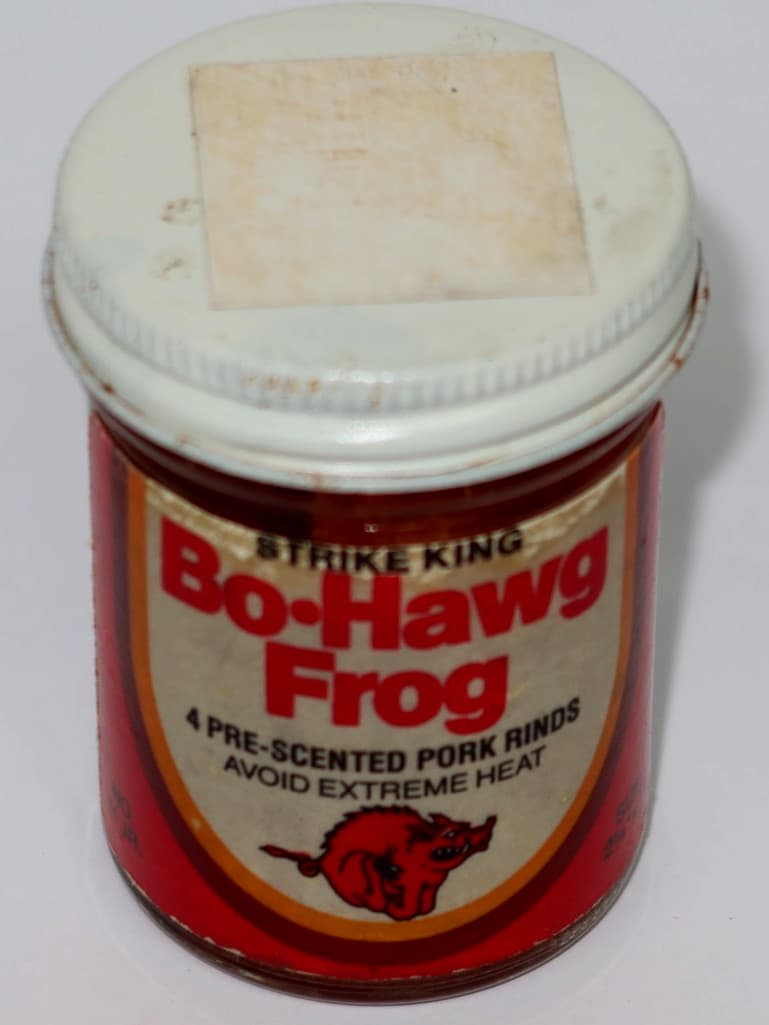 STRIKE KING
Bo•Hawg
Frog
4 PRE-SCENTED PORK RINDS
AVOID EXTREME HEAT